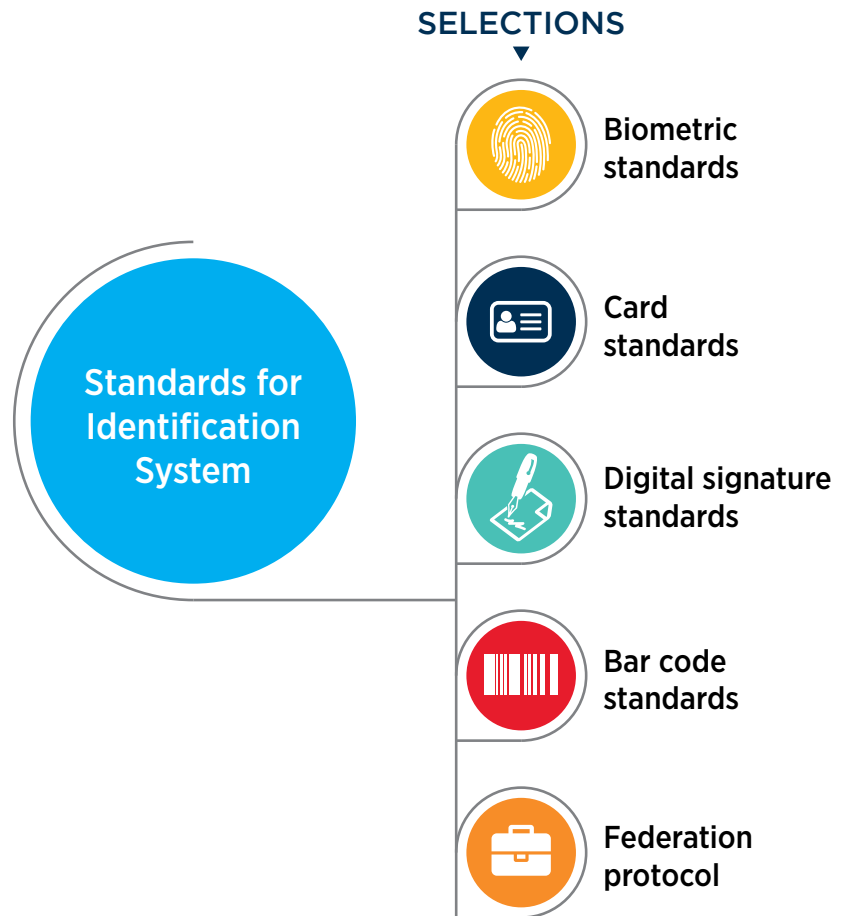 SELECTIONS
Biometric
standards
Card
standards
Standards for
Identification
System
Digital signature
standards
Bar code
standards
Federation
protocol